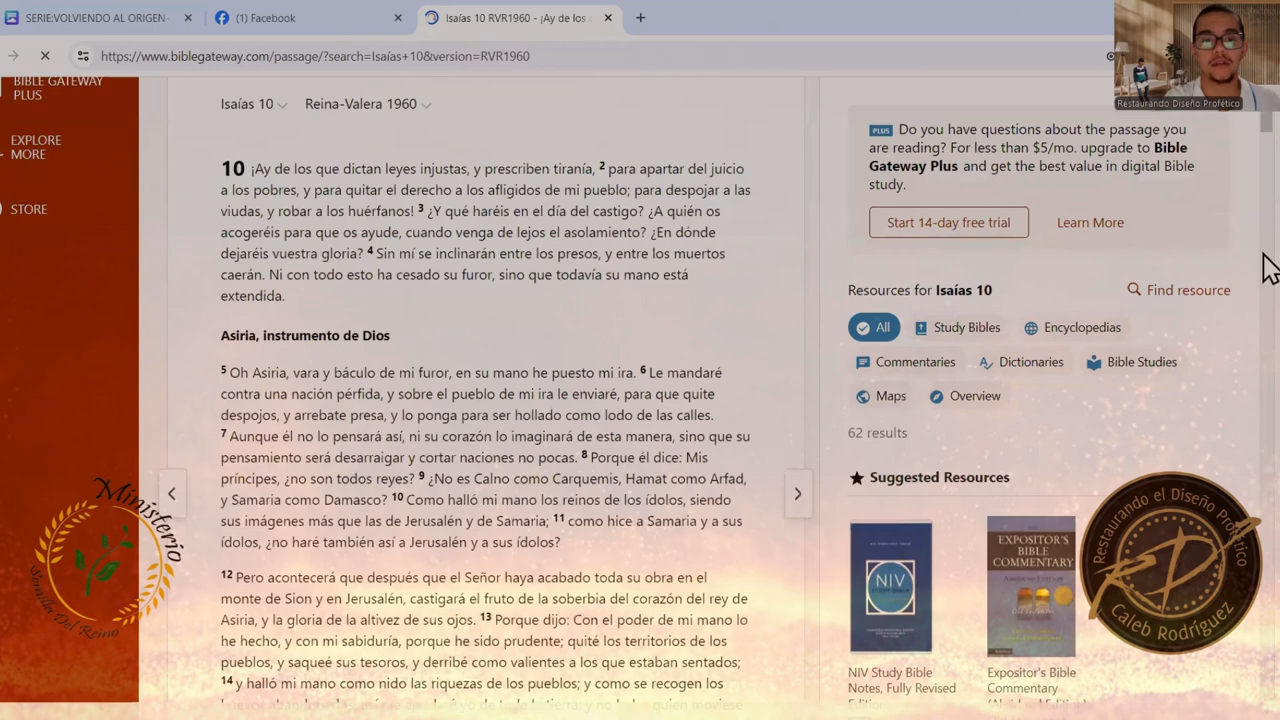 SERIE:VOLVIENDO AL ORIGEN-
(1) Facebook
Isaías 10 RVR1960 - ¡Ay de los
https://www.biblegateway.com/passage/?search=Isaías+10&version=RVR1960
Restaurando Diseño Profético
BIBLE GATEWAY
PLUS
EXPLORE
MORE
STORE
Isaías 10
Reina-Valera 1960
10 ¡Ay de los que dictan leyes injustas, y prescriben tiranía, 2 para apartar del juicio
a los pobres, y para quitar el derecho a los afligidos de mi pueblo; para despojar a las
viudas, y robar a los huérfanos! 3 ¿Y qué haréis en el día del castigo? ¿A quién os
acogeréis para que os ayude, cuando venga de lejos el asolamiento? ¿En dónde
dejaréis vuestra gloria? 4 Sin mí se inclinarán entre los presos, y entre los muertos
caerán. Ni con todo esto ha cesado su furor, sino que todavía su mano está
extendida.
Asiria, instrumento de Dios
5 Oh Asiria, vara y báculo de mi furor, en su mano he puesto mi ira. 6 Le mandaré
contra una nación pérfida, y sobre el pueblo de mi ira le enviaré, para que quite
despojos, y arrebate presa, y lo ponga para ser hollado como lodo de las calles.
7 Aunque él no lo pensará así, ni su corazón lo imaginará de esta manera, sino que su
pensamiento será desarraigar y cortar naciones no pocas. 8 Porque él dice: Mis
príncipes, ¿no son todos reyes? 9 ¿No es Calno como Carquemis, Hamat como Arfad,
y Samaria como Damasco? 10 Como halló mi mano los reinos de los ídolos, siendo
sus imágenes más que las de Jerusalén y de Samaria; 11 como hice a Samaria y a sus
ídolos, ¿no haré también así a Jerusalén y a sus ídolos?
12 Pero acontecerá que después que el Señor haya acabado toda su obra en el
monte de Sion y en Jerusalén, castigará el fruto de la soberbia del corazón del rey de
Asiria, y la gloria de la altivez de sus ojos. 13 Porque dijo: Con el poder de mi mano lo
he hecho, y con mi sabiduría, porque he sido prudente; quité los territorios de los
pueblos, y saqueé sus tesoros, y derribé como valientes a los que estaban sentados;
14 y halló mi mano como nido las riquezas de los pueblos; y como se recogen los
PLUS Do you have questions about the passage you
are reading? For less than $5/mo. upgrade to Bible
Gateway Plus and get the best value in digital Bible
study.
Start 14-day free trial
Learn More
Resources for Isaías 10
Find resource
All
Study Bibles
Encyclopedias
Commentaries
Dictionaries
Bible Studies
Maps
Overview
62 results
Suggested Resources
NIV
EXPOSITOR'S
BIBLE
COMMENTARY
NIV Study Bible
Notes, Fully Revised
Expositor's Bible
Commentary
Ministerio
Semilla Del Reino
Restaurando el Diseño Profético
RD
Caleb Rodríguez